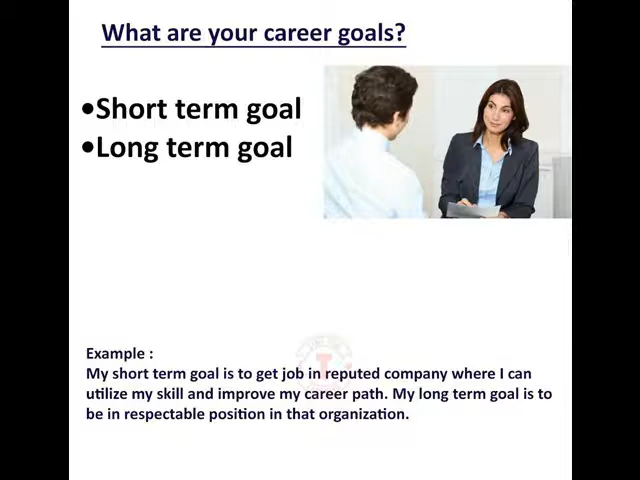 What are your career goals?
•Short term goal
•Long term goal
Example :
My short term goal is to get job in reputed company where I can
utilize my skill and improve my career path. My long term goal is to
be in respectable position in that organization.